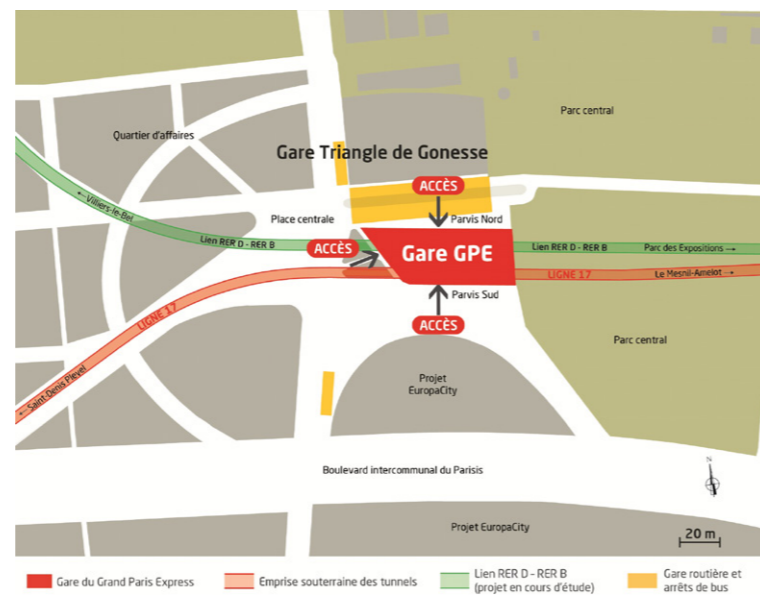 Parc central
Quartier d'affaires
Gare Triangle de Gonesse
ACCÈS
←Villiers-le-Bel
Place centrale
Parvis Nord
Lien RER D - RER B
ACCÈS
Gare GPE
Lien RER D - RER B
Parc des Expositions →
LIGNE 17
Le Mesnil-Amelot →
Parvis Sud
LIGNE 17
ACCÈS
Parc central
←Saint-Denis Pleyel
Projet
EuropaCity
Boulevard intercommunal du Parisis
N
Projet EuropaCity
20 m
Gare du Grand Paris Express
Emprise souterraine des tunnels
Lien RER D - RER B
(projet en cours d'étude)
Gare routière et
arrêts de bus